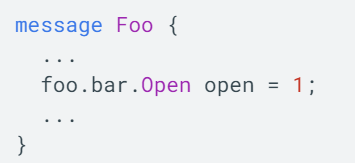 message Foo {
  ...
  foo.bar.Open open = 1;
  ...
}